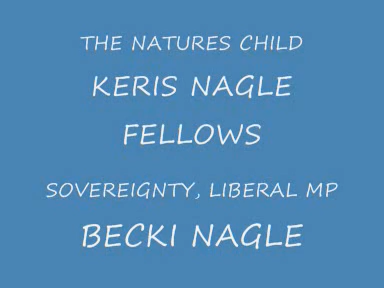 THE NATURES CHILD
KERIS NAGLE
FELLOWS
SOVEREIGNTY, LIBERAL MP
BECKI NAGLE